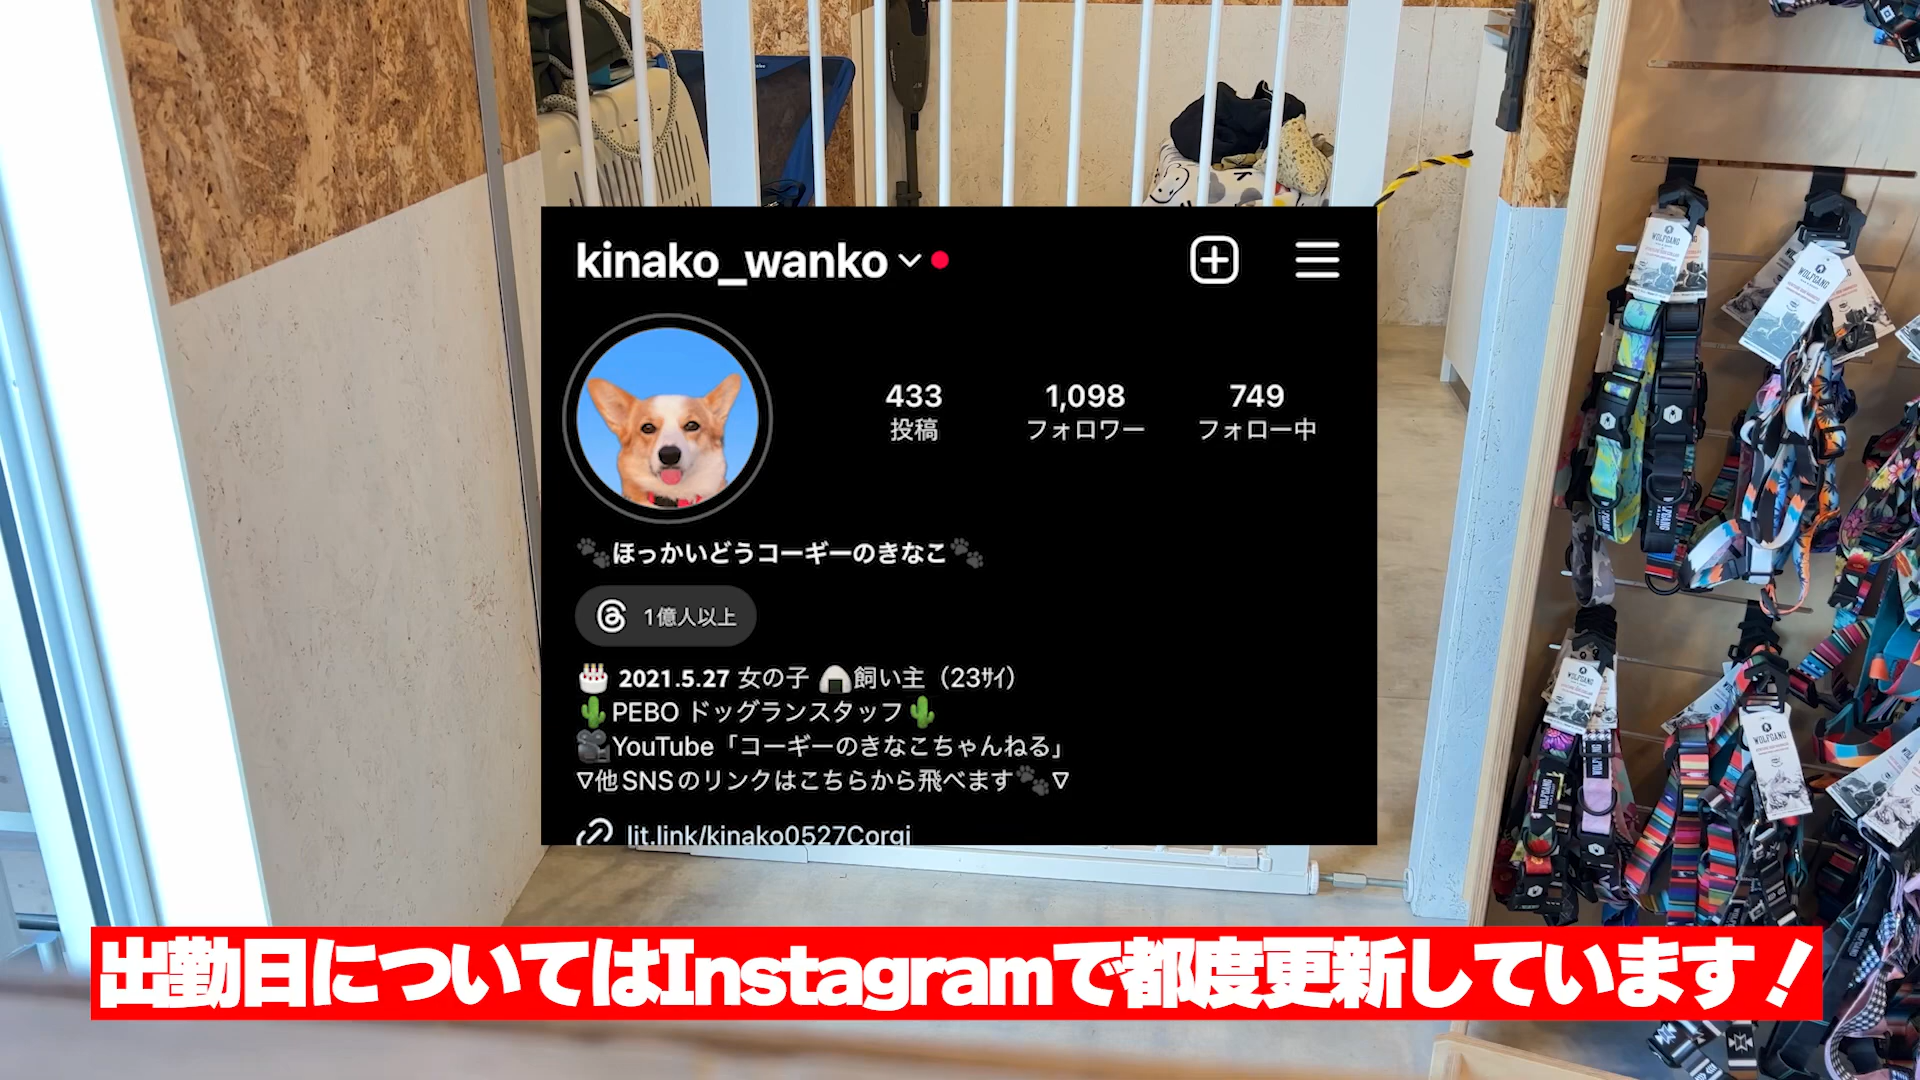 kinako_wanko
433
投稿
1,098
フォロワー
749
フォロー中
🐾ほっかいどうコーギーのきなこ🐾
1億人以上
🎂 2021.5.27 女の子 🍙飼い主（23ｻｲ）
🌵PEBO ドッグランスタッフ🌵
🎥YouTube「コーギーのきなこちゃんねる」
▽他SNSのリンクはこちらから飛べます🐾▽
lit.link/kinako0527Corgi
WOLFGANG
WOLFGANG
WOLFGANG
WOLFGANG
出勤日についてはInstagramで都度更新しています！